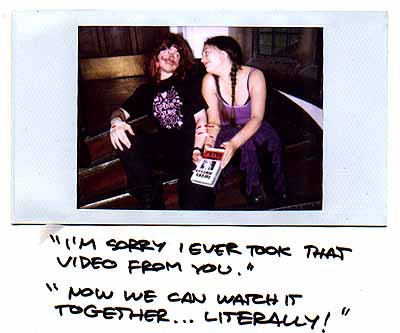 "I'M SORRY I EVER TOOK THAT
VIDEO FROM YOU."
"NOW WE CAN WATCH IT
TOGETHER... LITERALLY!"